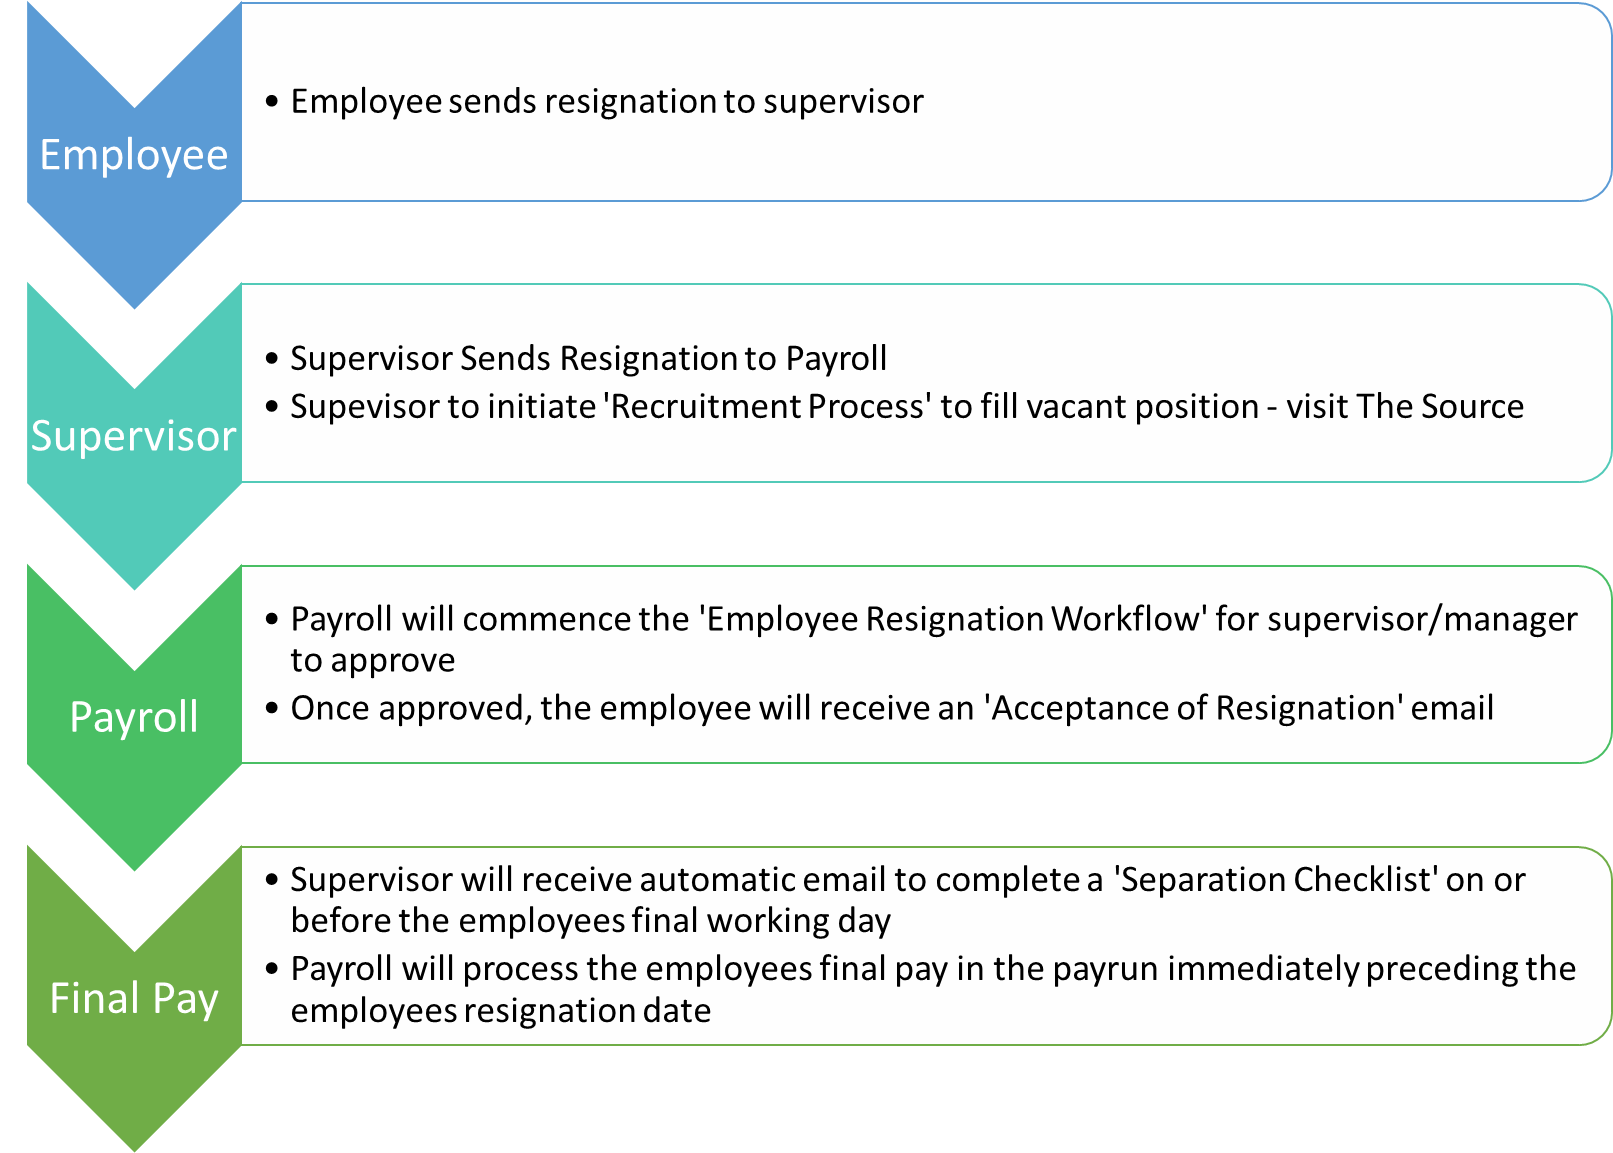 Employee
• Employee sends resignation to supervisor
Supervisor
• Supervisor Sends Resignation to Payroll
• Supevisor to initiate 'Recruitment Process' to fill vacant position - visit The Source
Payroll
• Payroll will commence the 'Employee Resignation Workflow' for supervisor/manager
to approve
• Once approved, the employee will receive an 'Acceptance of Resignation' email
Final Pay
• Supervisor will receive automatic email to complete a 'Separation Checklist' on or
before the employees final working day
• Payroll will process the employees final pay in the payrun immediately preceding the
employees resignation date